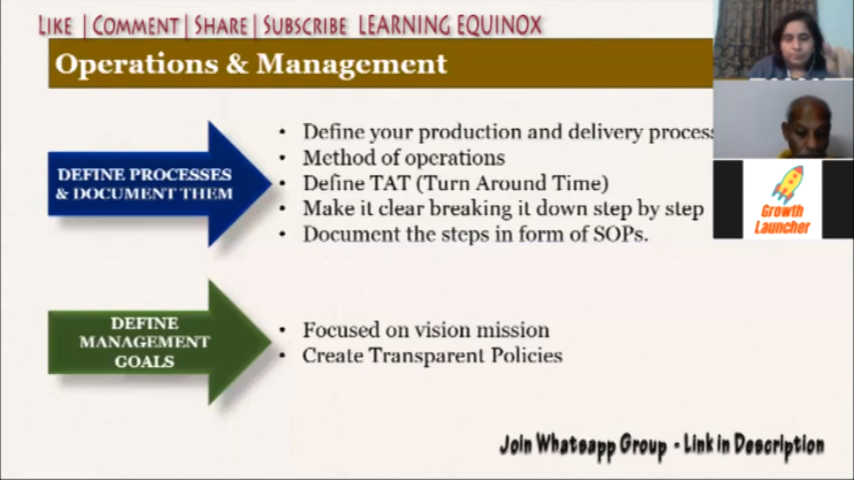 LIKE | COMMENT | SHARE | SUBSCRIBE LEARNING EQUINOX
Operations & Management
DEFINE PROCESSES
& DOCUMENT THEM
• Define your production and delivery process
• Method of operations
• Define TAT (Turn Around Time)
• Make it clear breaking it down step by step
• Document the steps in form of SOPs.
DEFINE
MANAGEMENT
GOALS
• Focused on vision mission
• Create Transparent Policies
Growth
Launcher
Join Whatsapp Group - Link in Description